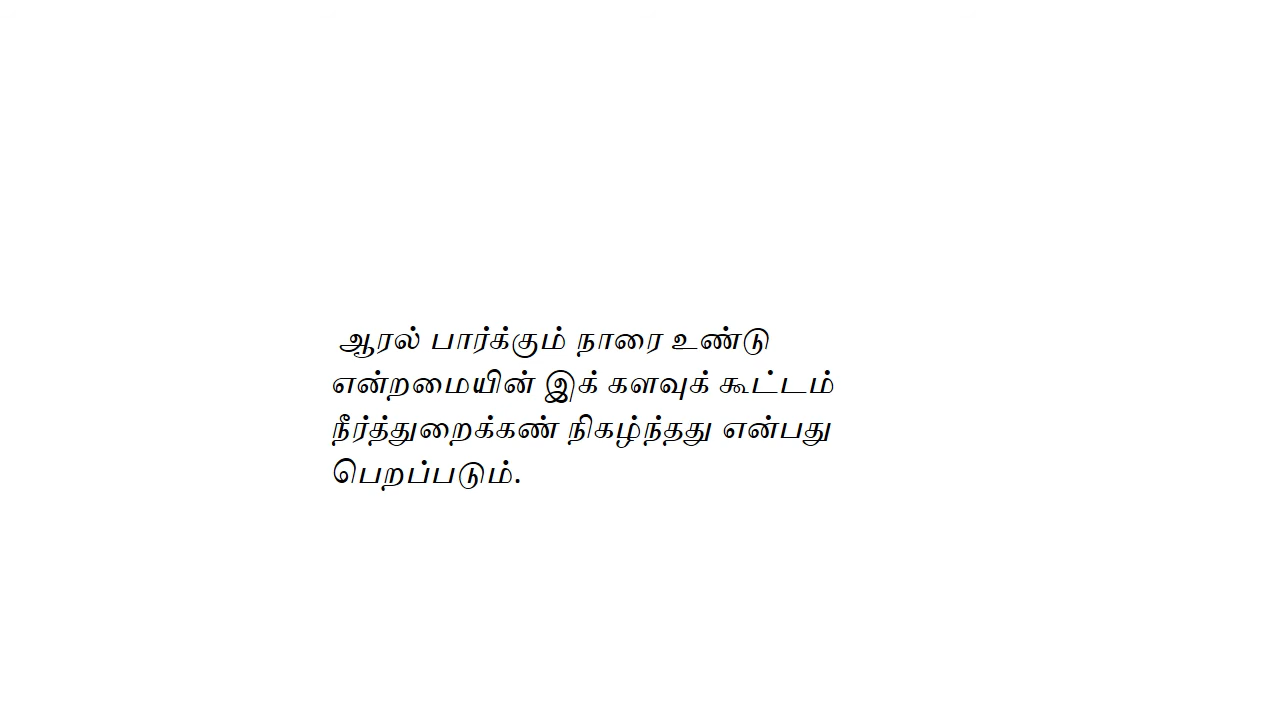 ஆரல் பார்க்கும் நாரை உண்டு
என்றமையின் இக் களவுக் கூட்டம்
நீர்த்துறைக்கண் நிகழ்ந்தது என்பது
பெறப்படும்.